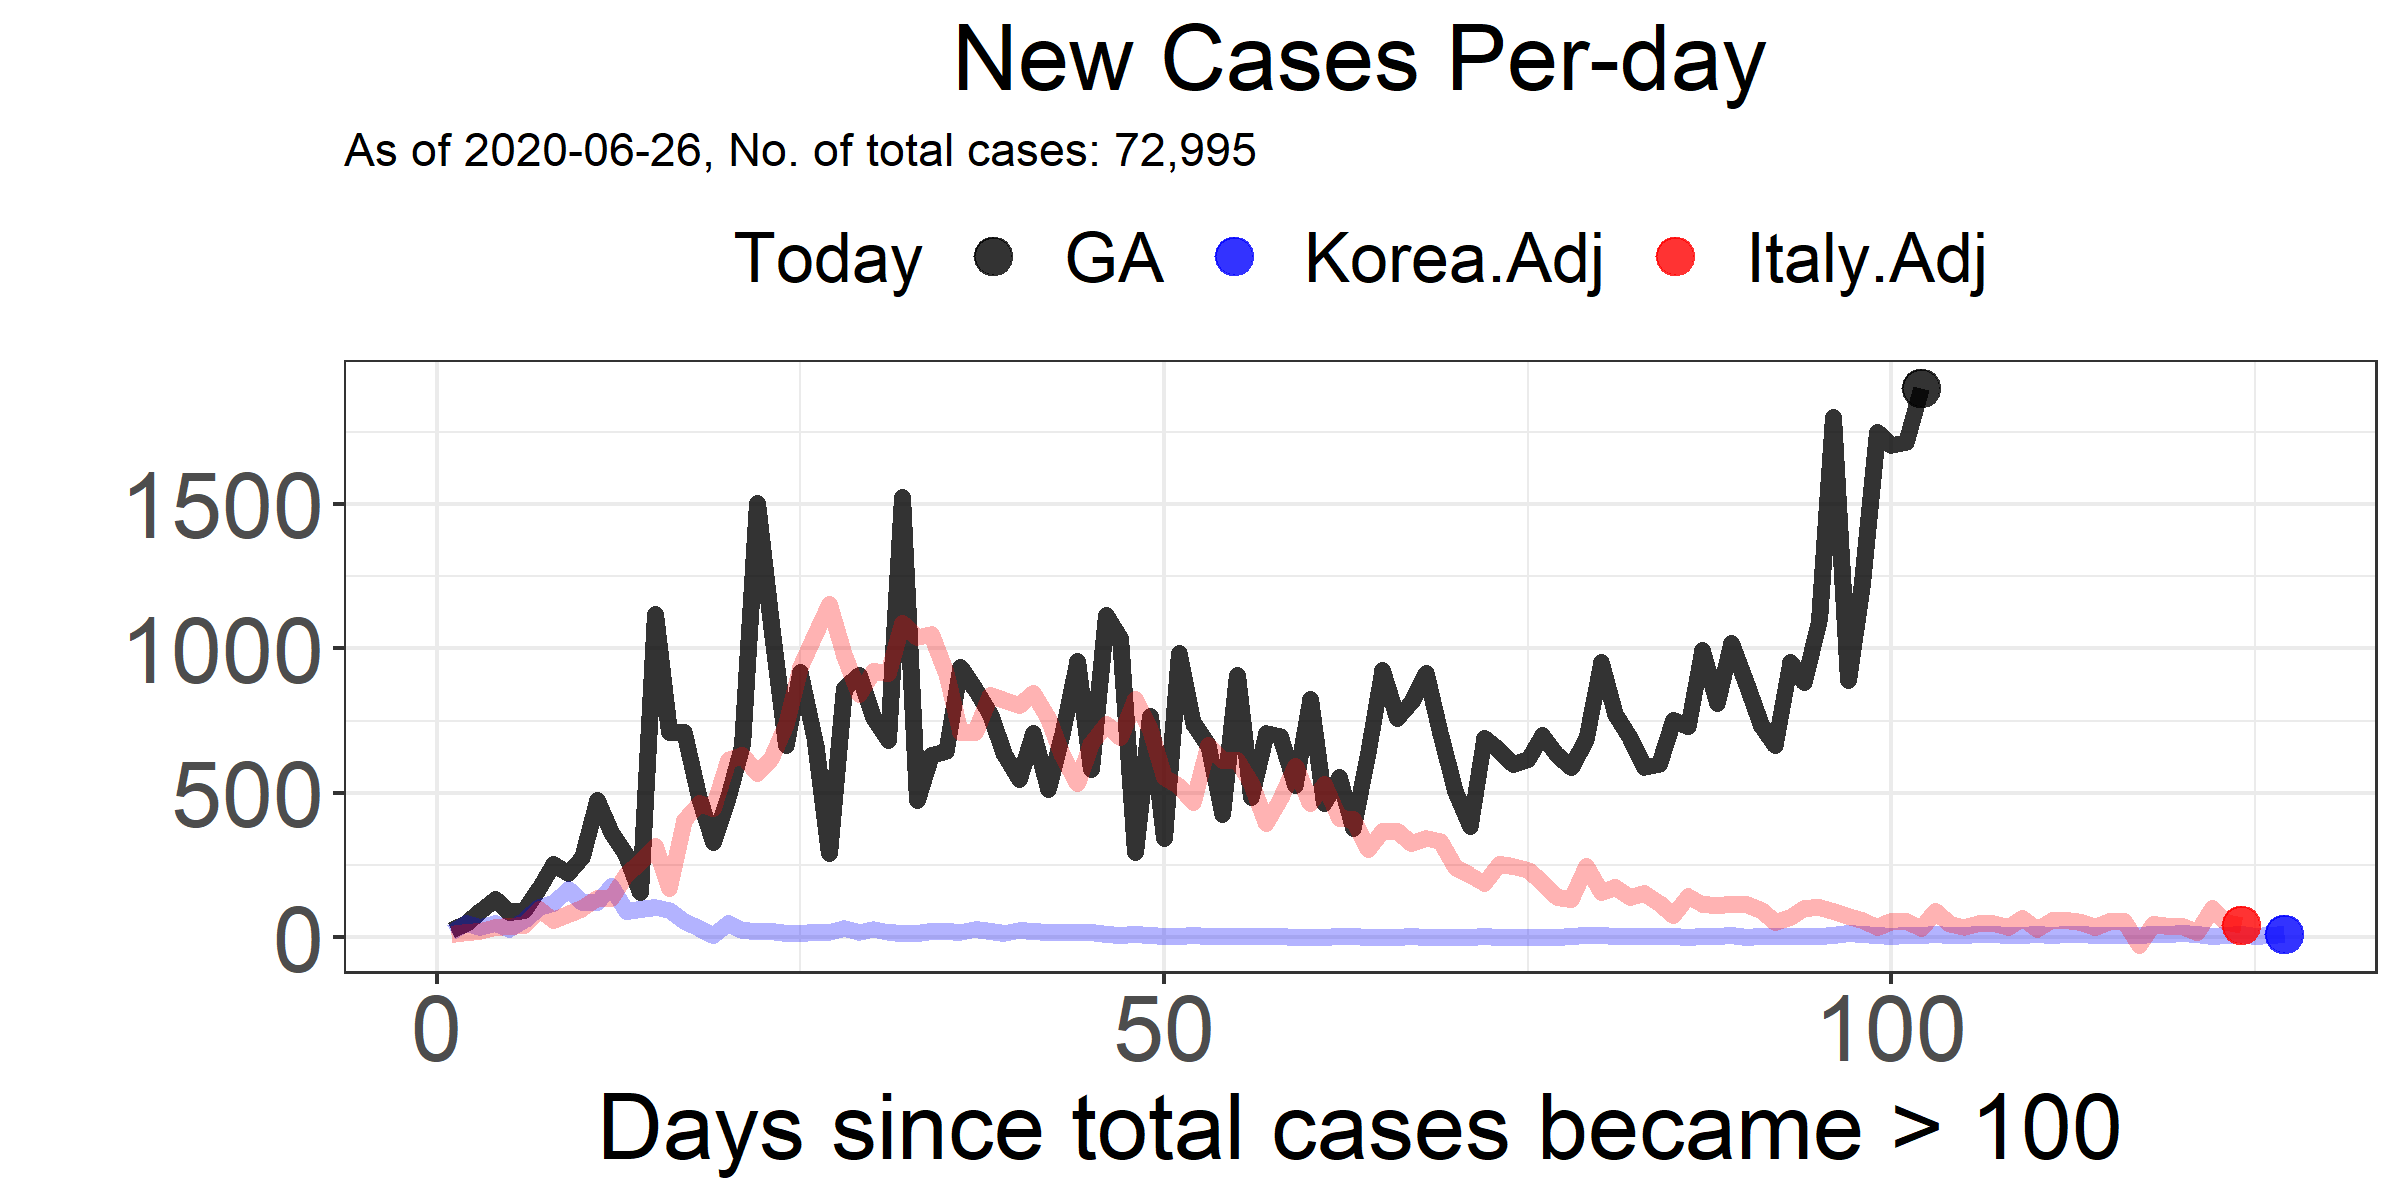 New Cases Per-day
As of 2020-06-26, No. of total cases: 72,995
Today GA Korea.Adj Italy.Adj
1500
1000
500
0
0 50 100
Days since total cases became > 100